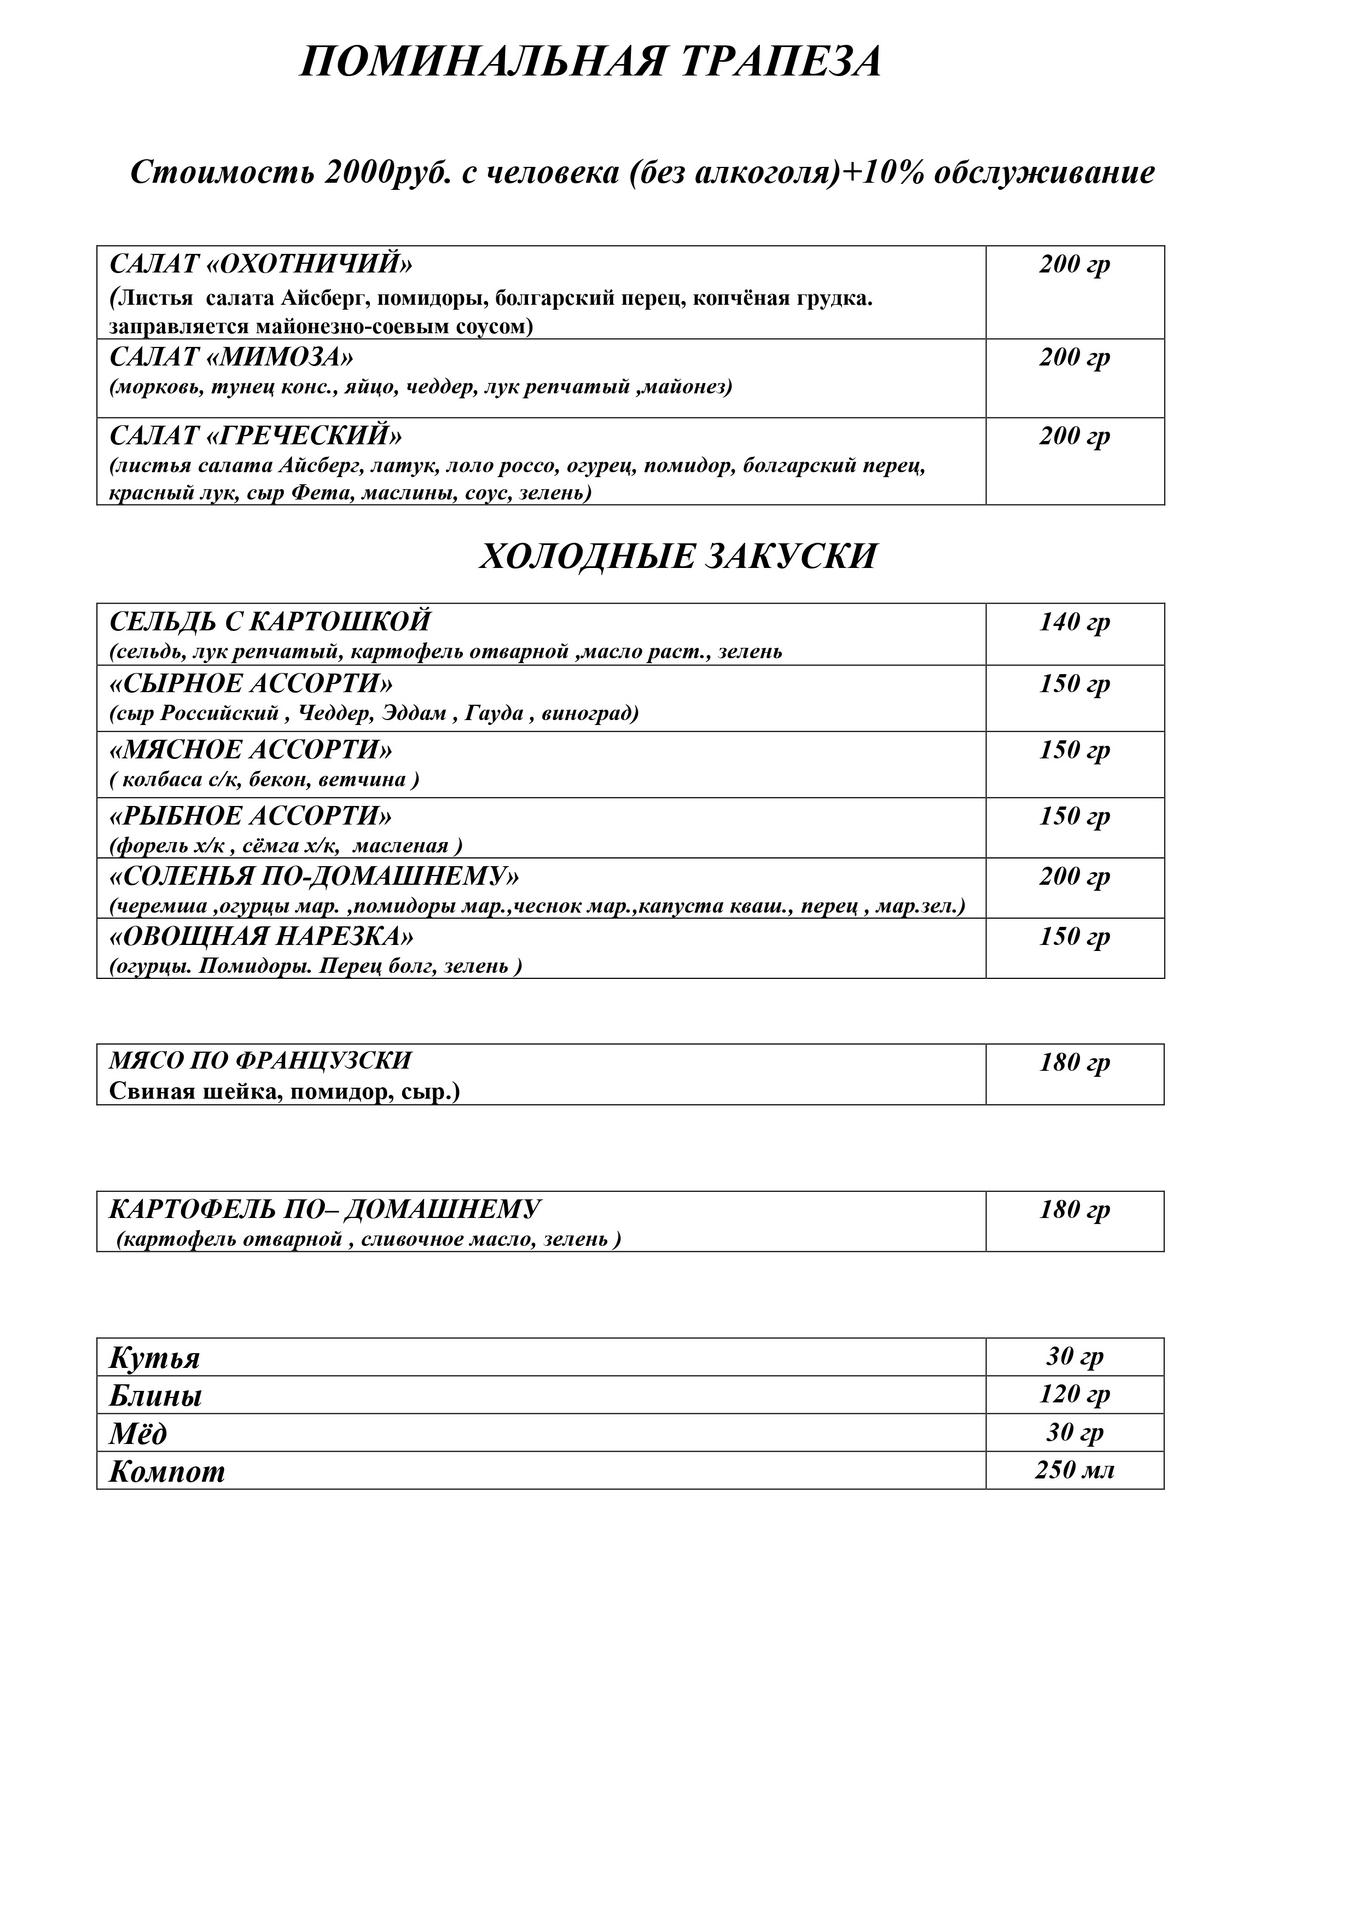 ПОМИНАЛЬНАЯ ТРАПЕЗА
Стоимость 2000руб. с человека (без алкоголя)+10% обслуживание
САЛАТ «ОХОТНИЧИЙ» 200 гр
(Листья салата Айсберг, помидоры, болгарский перец, копчёная грудка.
заправляется майонезно-соевым соусом)
САЛАТ «МИМОЗА» 200 гр
(морковь, тунец конс., яйцо, чеддер, лук репчатый ,майонез)
САЛАТ «ГРЕЧЕСКИЙ» 200 гр
(листья салата Айсберг, латук, лоло россо, огурец, помидор, болгарский перец,
красный лук, сыр Фета, маслины, соус, зелень)
ХОЛОДНЫЕ ЗАКУСКИ
СЕЛЬДЬ С КАРТОШКОЙ 140 гр
(сельдь, лук репчатый, картофель отварной ,масло раст., зелень
«СЫРНОЕ АССОРТИ» 150 гр
(сыр Российский , Чеддер, Эддам , Гауда , виноград)
«МЯСНОЕ АССОРТИ» 150 гр
( колбаса с/к, бекон, ветчина )
«РЫБНОЕ АССОРТИ» 150 гр
(форель х/к , сёмга х/к, масленая )
«СОЛЕНЬЯ ПО-ДОМАШНЕМУ» 200 гр
(черемша ,огурцы мар. ,помидоры мар.,чеснок мар.,капуста кваш., перец , мар.зел.)
«ОВОЩНАЯ НАРЕЗКА» 150 гр
(огурцы. Помидоры. Перец болг, зелень )
МЯСО ПО ФРАНЦУЗСКИ 180 гр
Свиная шейка, помидор, сыр.)
КАРТОФЕЛЬ ПО– ДОМАШНЕМУ 180 гр
(картофель отварной , сливочное масло, зелень )
Кутья 30 гр
Блины 120 гр
Мёд 30 гр
Компот 250 мл